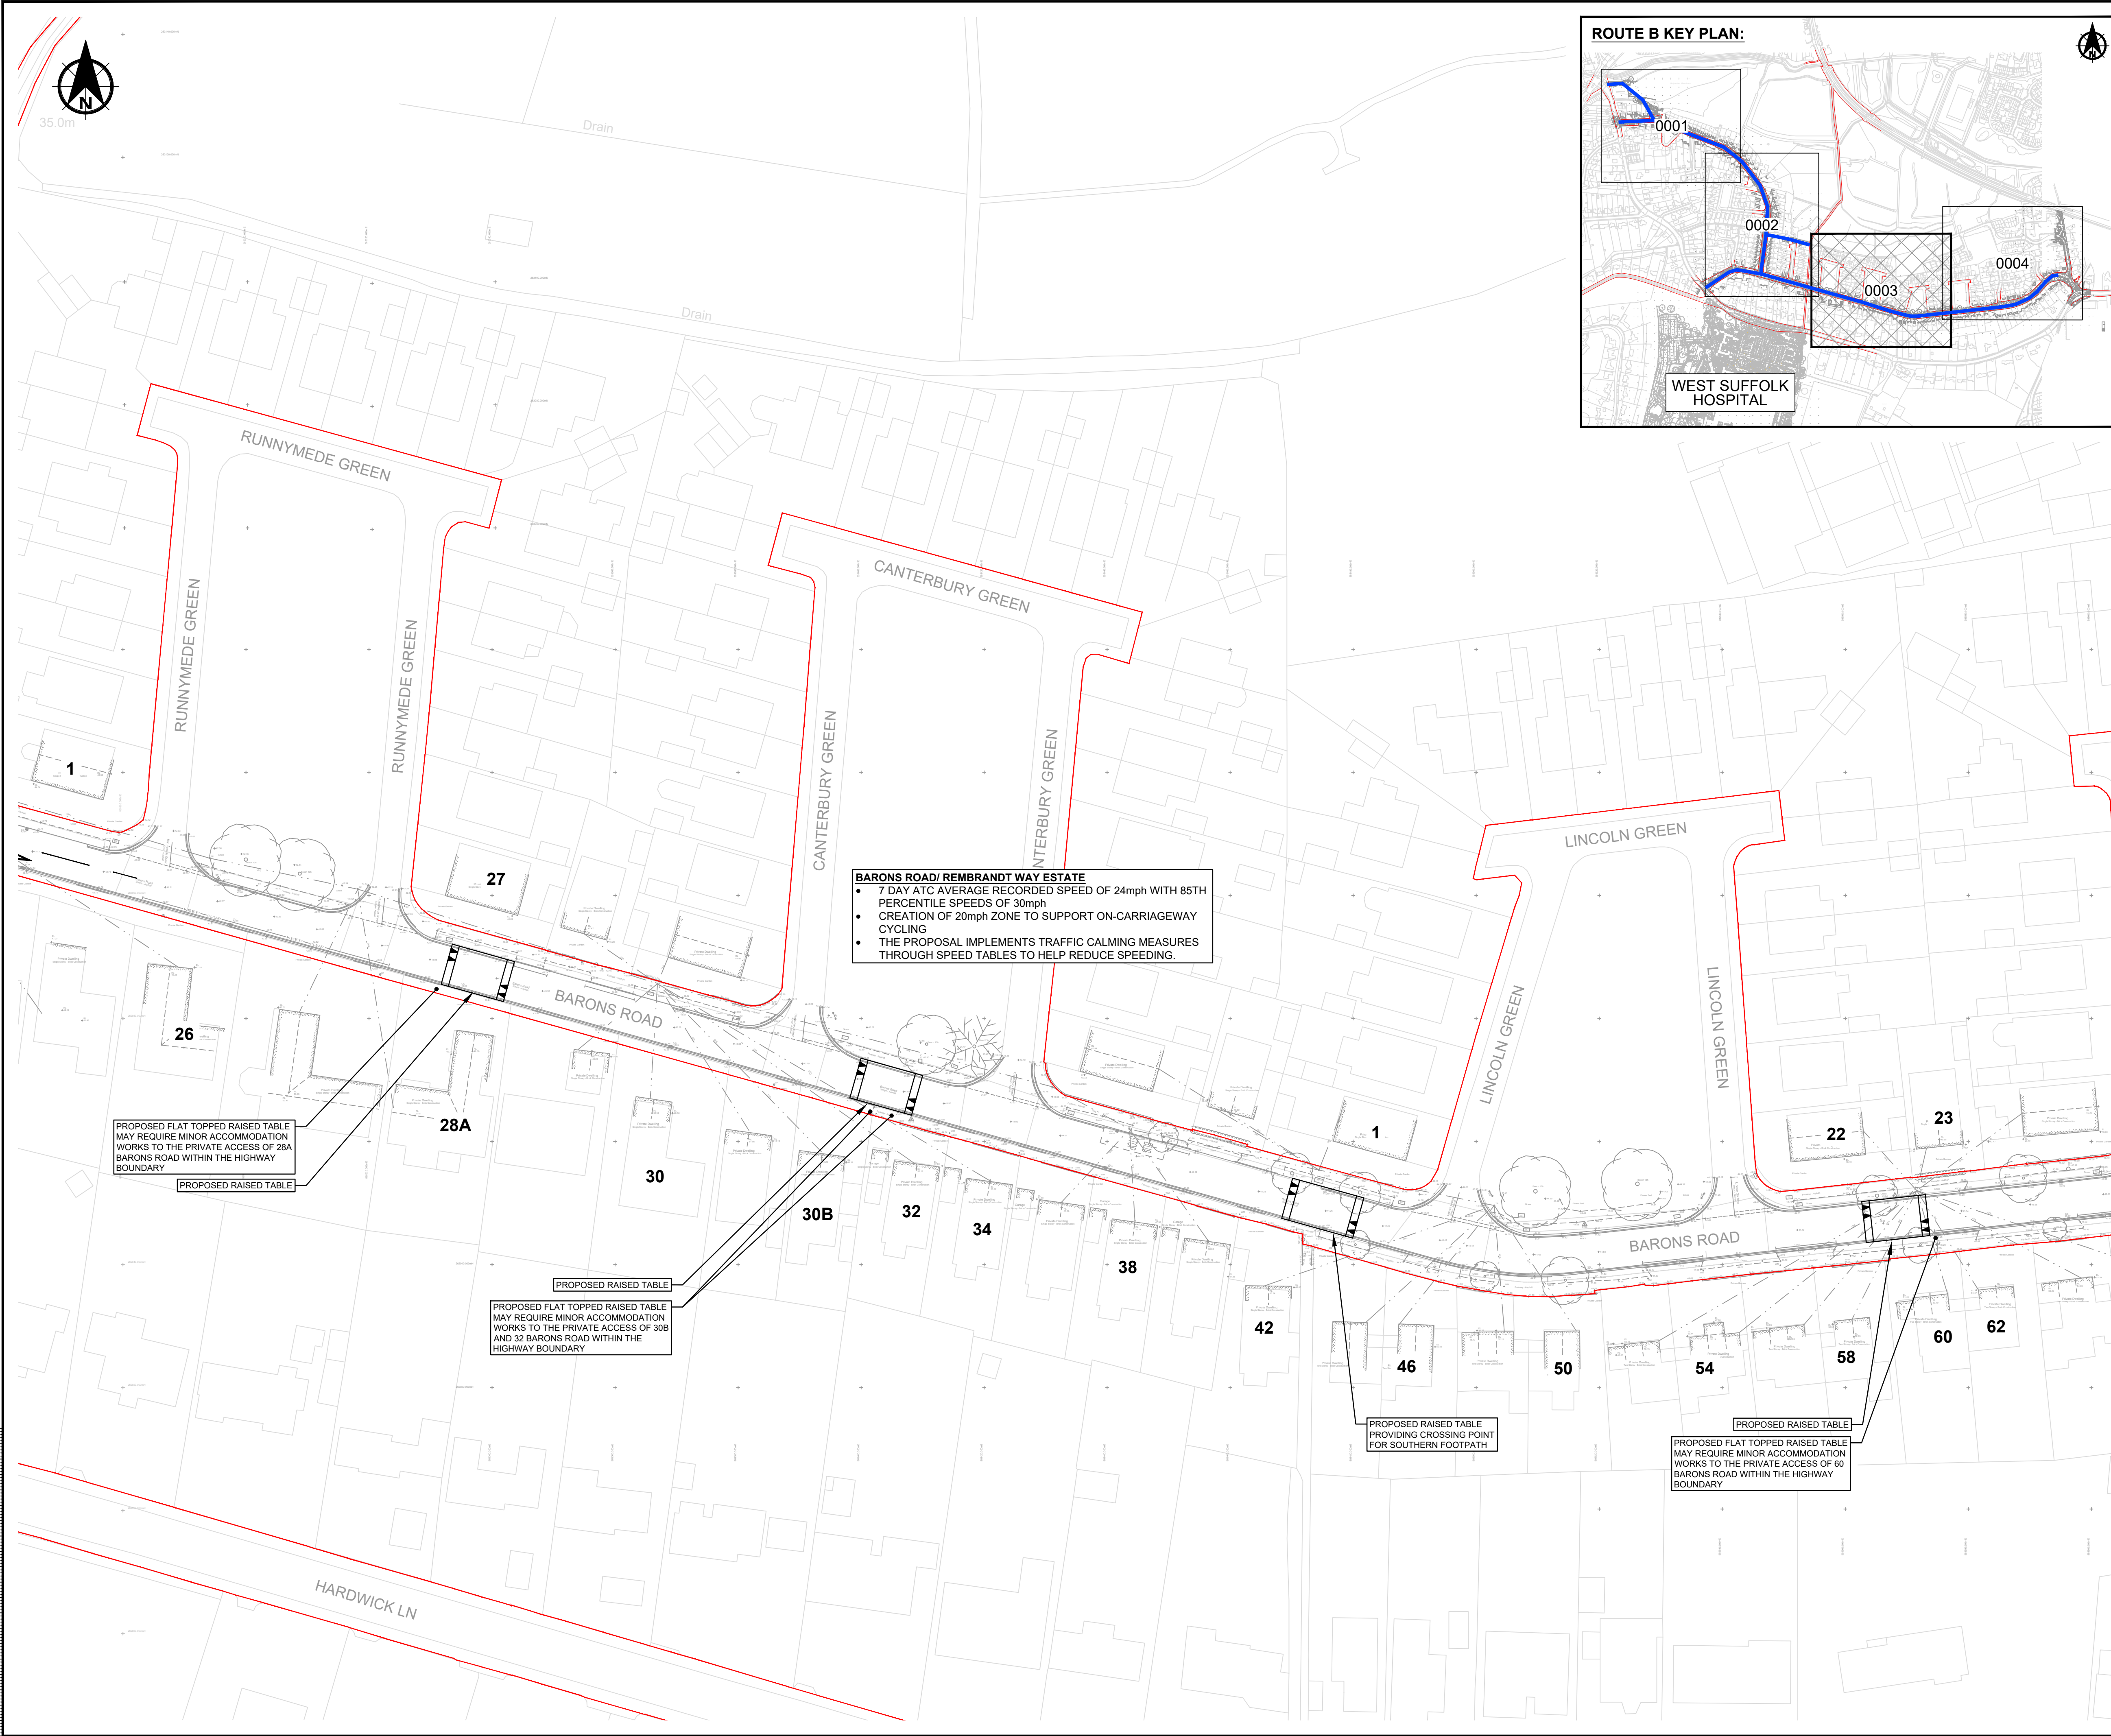 N
35.0m
Drain
Drain
ROUTE B KEY PLAN:
N
0001
0002
0003
0004
WEST SUFFOLK
HOSPITAL
RUNNYMEDE GREEN
RUNNYMEDE GREEN
RUNNYMEDE GREEN
CANTERBURY GREEN
CANTERBURY GREEN
NTERBURY GREEN
LINCOLN GREEN
LINCOLN GREEN
LINCOLN GREEN
1
27
BARONS ROAD/ REMBRANDT WAY ESTATE
• 7 DAY ATC AVERAGE RECORDED SPEED OF 24mph WITH 85TH
PERCENTILE SPEEDS OF 30mph
• CREATION OF 20mph ZONE TO SUPPORT ON-CARRIAGEWAY
CYCLING
• THE PROPOSAL IMPLEMENTS TRAFFIC CALMING MEASURES
THROUGH SPEED TABLES TO HELP REDUCE SPEEDING.
BARONS ROAD
BARONS ROAD
26
28A
30
30B
32
34
38
42
1
46
50
54
58
60
62
22
23
PROPOSED FLAT TOPPED RAISED TABLE
MAY REQUIRE MINOR ACCOMMODATION
WORKS TO THE PRIVATE ACCESS OF 28A
BARONS ROAD WITHIN THE HIGHWAY
BOUNDARY
PROPOSED RAISED TABLE
PROPOSED RAISED TABLE
PROPOSED FLAT TOPPED RAISED TABLE
MAY REQUIRE MINOR ACCOMMODATION
WORKS TO THE PRIVATE ACCESS OF 30B
AND 32 BARONS ROAD WITHIN THE
HIGHWAY BOUNDARY
PROPOSED RAISED TABLE
PROVIDING CROSSING POINT
FOR SOUTHERN FOOTPATH
PROPOSED RAISED TABLE
PROPOSED FLAT TOPPED RAISED TABLE
MAY REQUIRE MINOR ACCOMMODATION
WORKS TO THE PRIVATE ACCESS OF 60
BARONS ROAD WITHIN THE HIGHWAY
BOUNDARY
HARDWICK LN